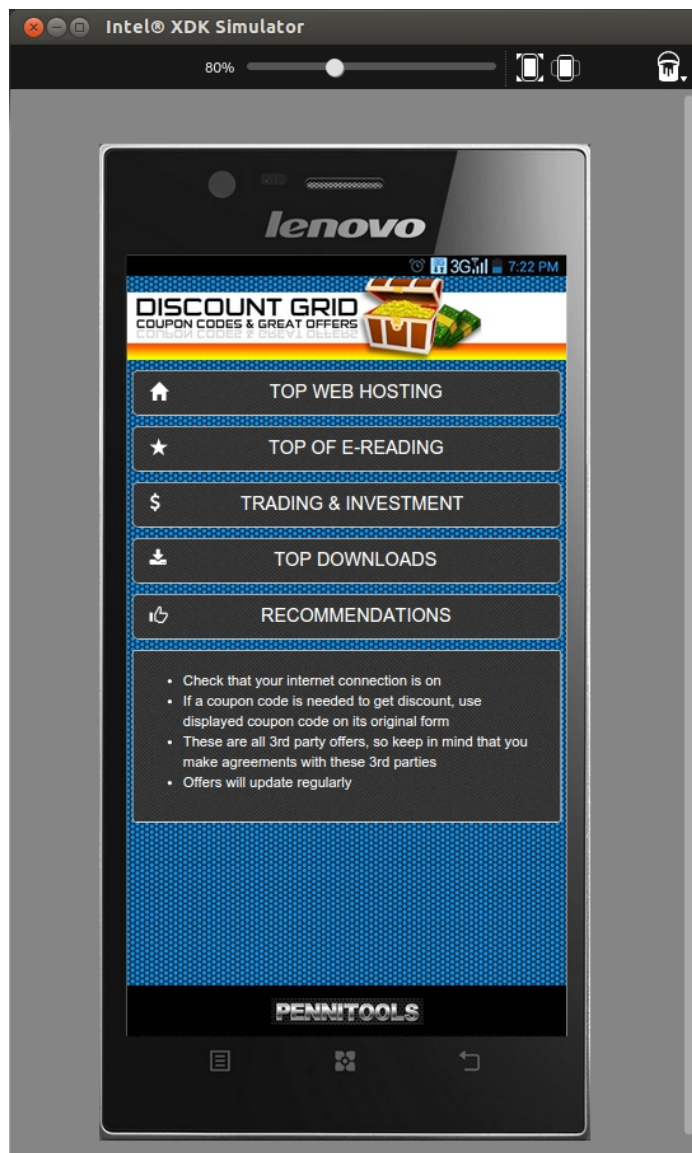 Intel® XDK Simulator
80%
lenovo
3G 7:22 PM
DISCOUNT GRID
COUPON CODES & GREAT OFFERS
TOP WEB HOSTING
TOP OF E-READING
$ TRADING & INVESTMENT
TOP DOWNLOADS
RECOMMENDATIONS
• Check that your internet connection is on
• If a coupon code is needed to get discount, use
displayed coupon code on its original form
• These are all 3rd party offers, so keep in mind that you
make agreements with these 3rd parties
• Offers will update regularly
PENNITOOLS